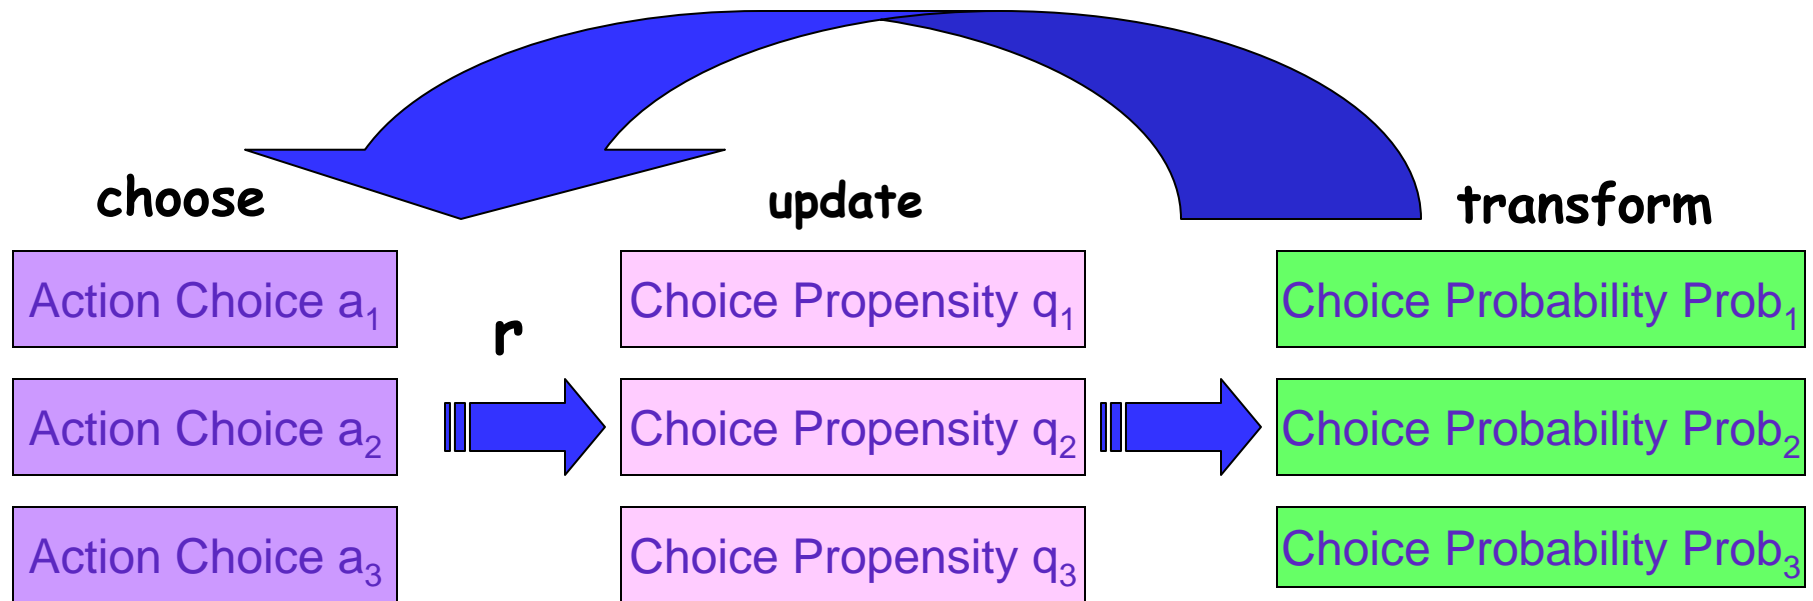 choose
update
transform
Action Choice a₁
r
Choice Propensity q₁
Choice Probability Prob₁
Action Choice a₂
Choice Propensity q₂
Choice Probability Prob₂
Action Choice a₃
Choice Propensity q₃
Choice Probability Prob₃